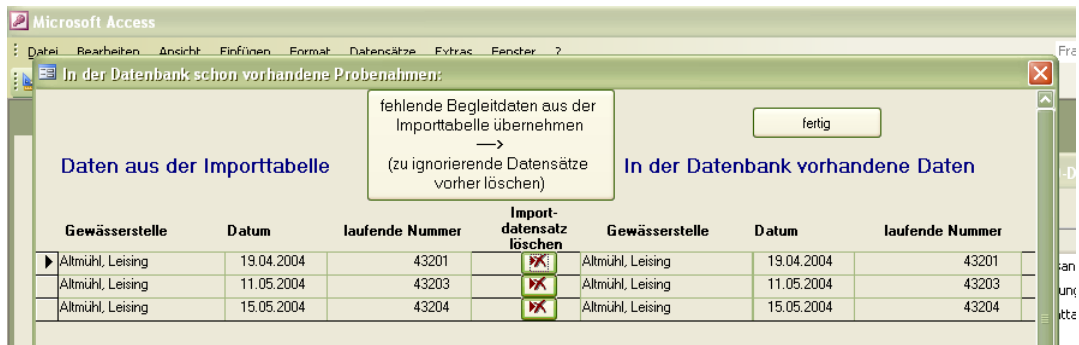 Microsoft Access
Datei Bearbeiten Ansicht Einfügen Format Datensätze Extras Fenster ?
Fra
In der Datenbank schon vorhandene Probenahmen:
fehlende Begleitdaten aus der
Importtabelle übernehmen
—>
(zu ignorierende Datensätze
vorher löschen)
fertig
Daten aus der Importtabelle
In der Datenbank vorhandene Daten
Import-
datensatz
löschen
Gewässerstelle Datum laufende Nummer Gewässerstelle Datum laufende Nummer
Altmühl, Leising 19.04.2004 43201 Altmühl, Leising 19.04.2004 43201
Altmühl, Leising 11.05.2004 43203 Altmühl, Leising 11.05.2004 43203
Altmühl, Leising 15.05.2004 43204 Altmühl, Leising 15.05.2004 43204